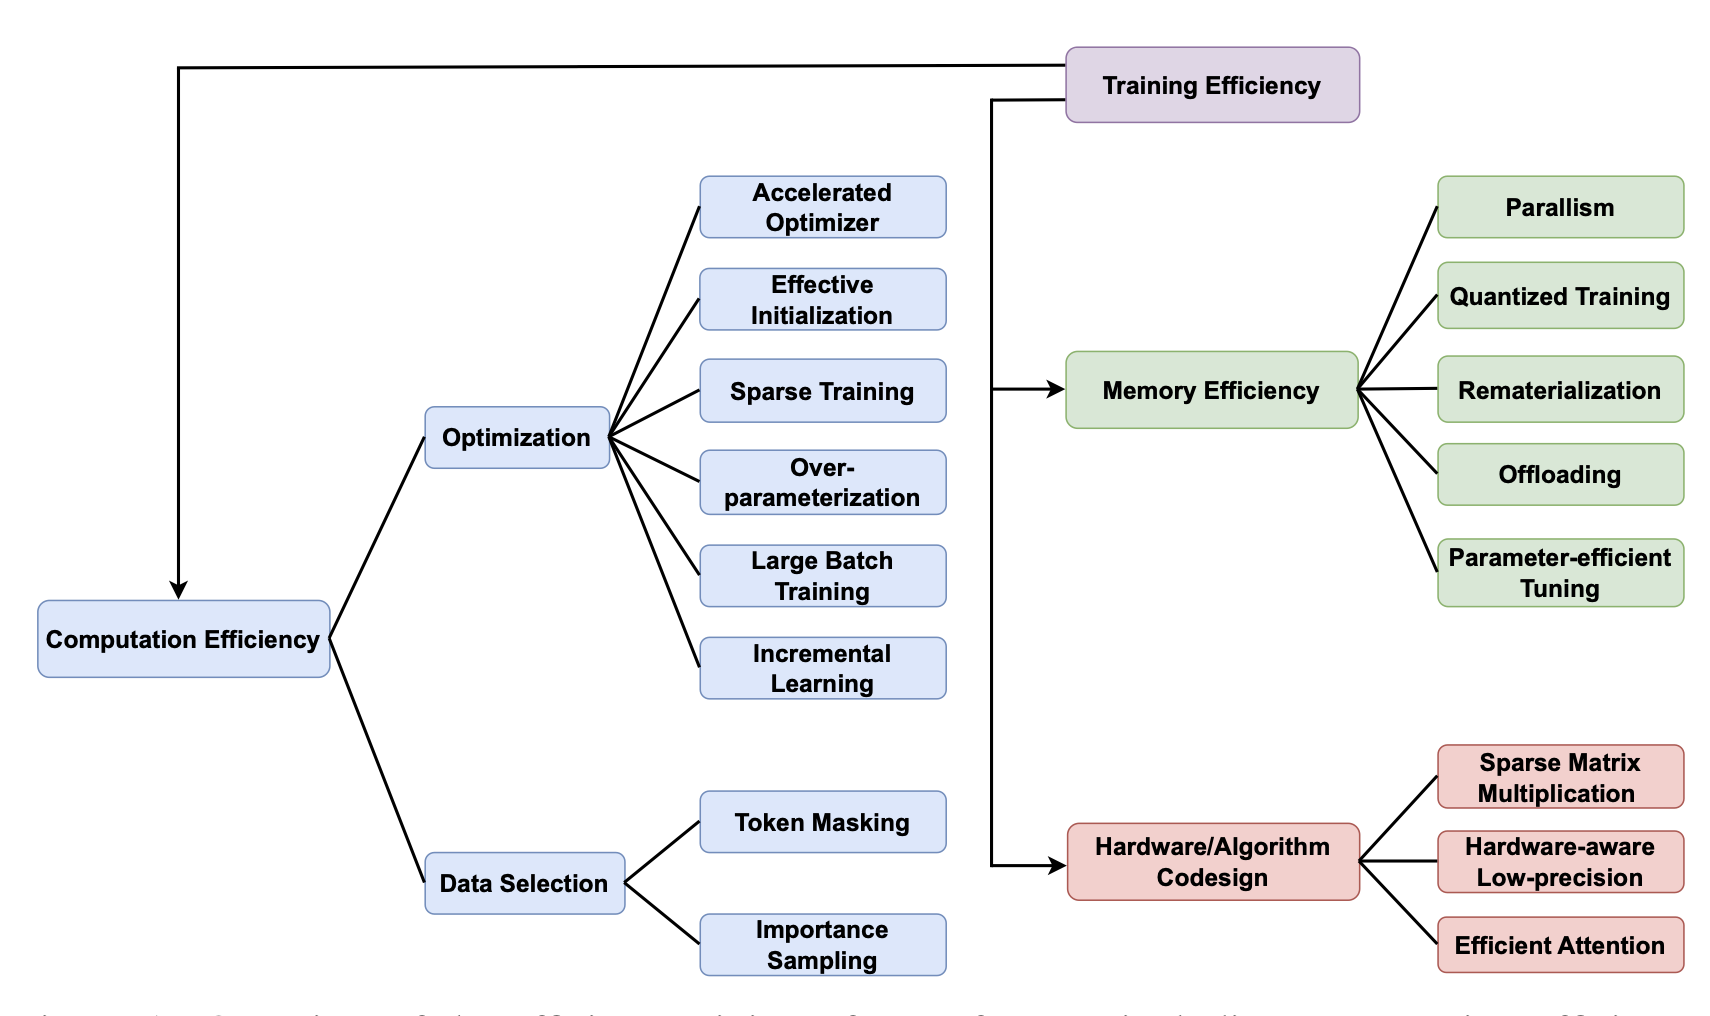 Training Efficiency
Accelerated
Optimizer
Effective
Initialization
Sparse Training
Optimization
Over-
parameterization
Large Batch
Training
Computation Efficiency
Incremental
Learning
Token Masking
Data Selection
Importance
Sampling
Parallism
Quantized Training
Memory Efficiency
Rematerialization
Offloading
Parameter-efficient
Tuning
Sparse Matrix
Multiplication
Hardware/Algorithm
Codesign
Hardware-aware
Low-precision
Efficient Attention